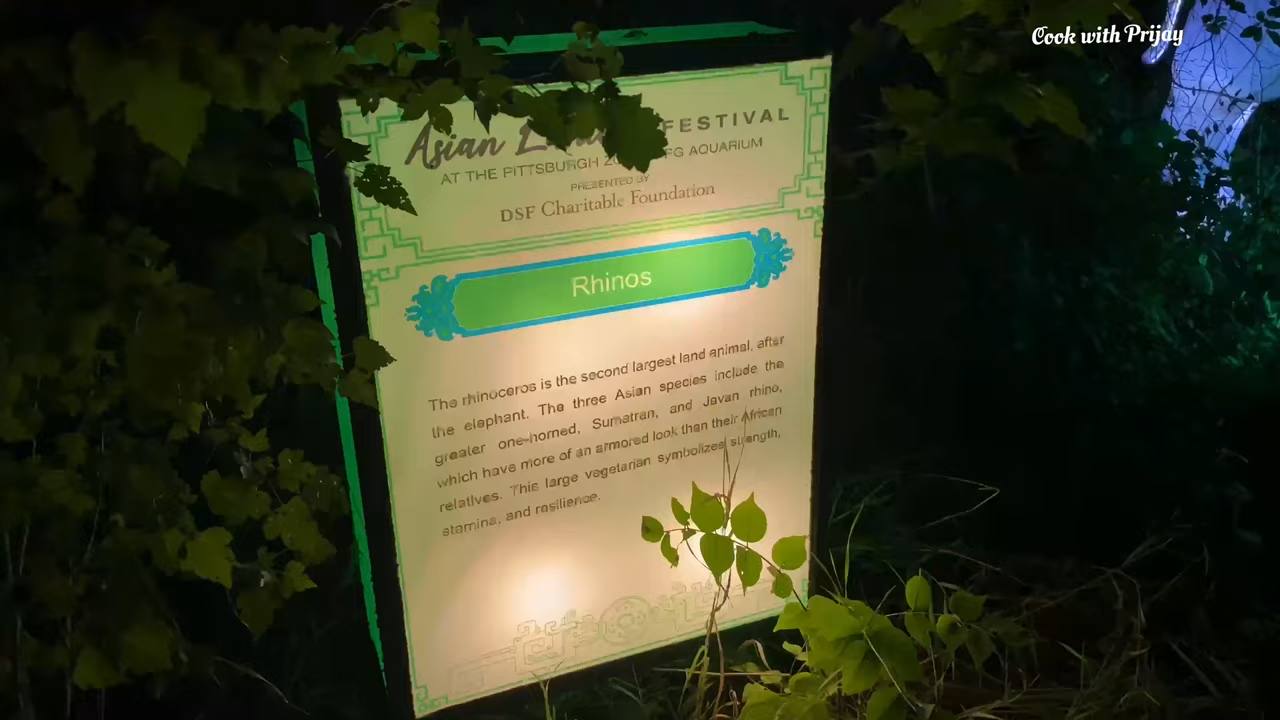 Cook with Prijay
Asian FESTIVAL
AT THE PITTSBURGH AQUARIUM
PRESENTED BY
DSF Charitable Foundation
Rhinos
The rhinoceros is the second largest land animal, after
the elephant. The three Asian species include the
greater one-horned, Sumatran, and Javan rhino,
which have more of an armored look than their African
relatives. This large vegetarian symbolizes strength,
stamina, and resilience.